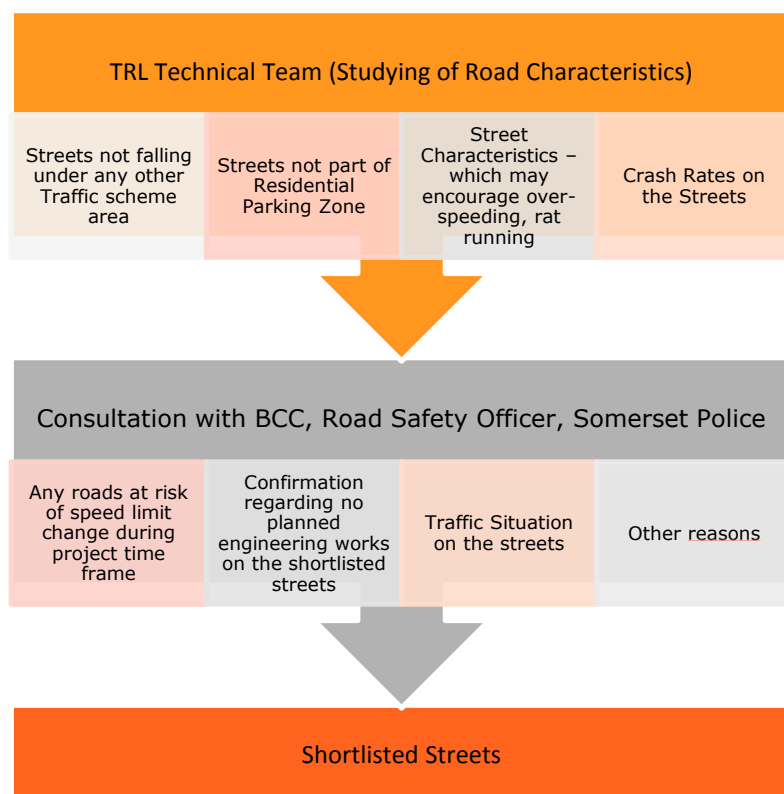 TRL Technical Team (Studying of Road Characteristics)
Streets not falling
under any other
Traffic scheme
area
Streets not part of
Residential
Parking Zone
Street
Characteristics –
which may
encourage over-
speeding, rat
running
Crash Rates on
the Streets
Consultation with BCC, Road Safety Officer, Somerset Police
Any roads at risk
of speed limit
change during
project time
frame
Confirmation
regarding no
planned
engineering works
on the shortlisted
streets
Traffic Situation
on the streets
Other reasons
Shortlisted Streets